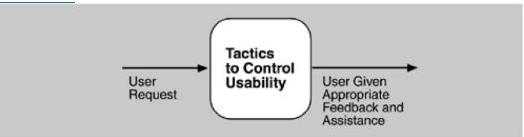 Tactics
to Control
Usability
User
Request
User Given
Appropriate
Feedback and
Assistance